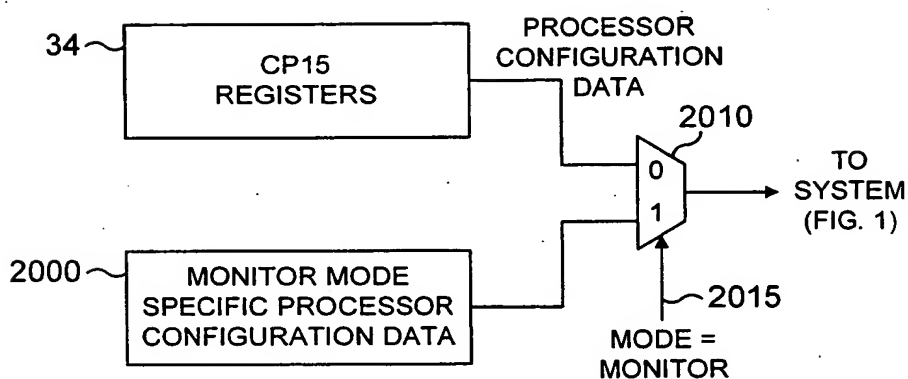 34
CP15
REGISTERS
PROCESSOR
CONFIGURATION
DATA
2010
0
1
TO
SYSTEM
(FIG. 1)
2000
MONITOR MODE
SPECIFIC PROCESSOR
CONFIGURATION DATA
2015
MODE =
MONITOR